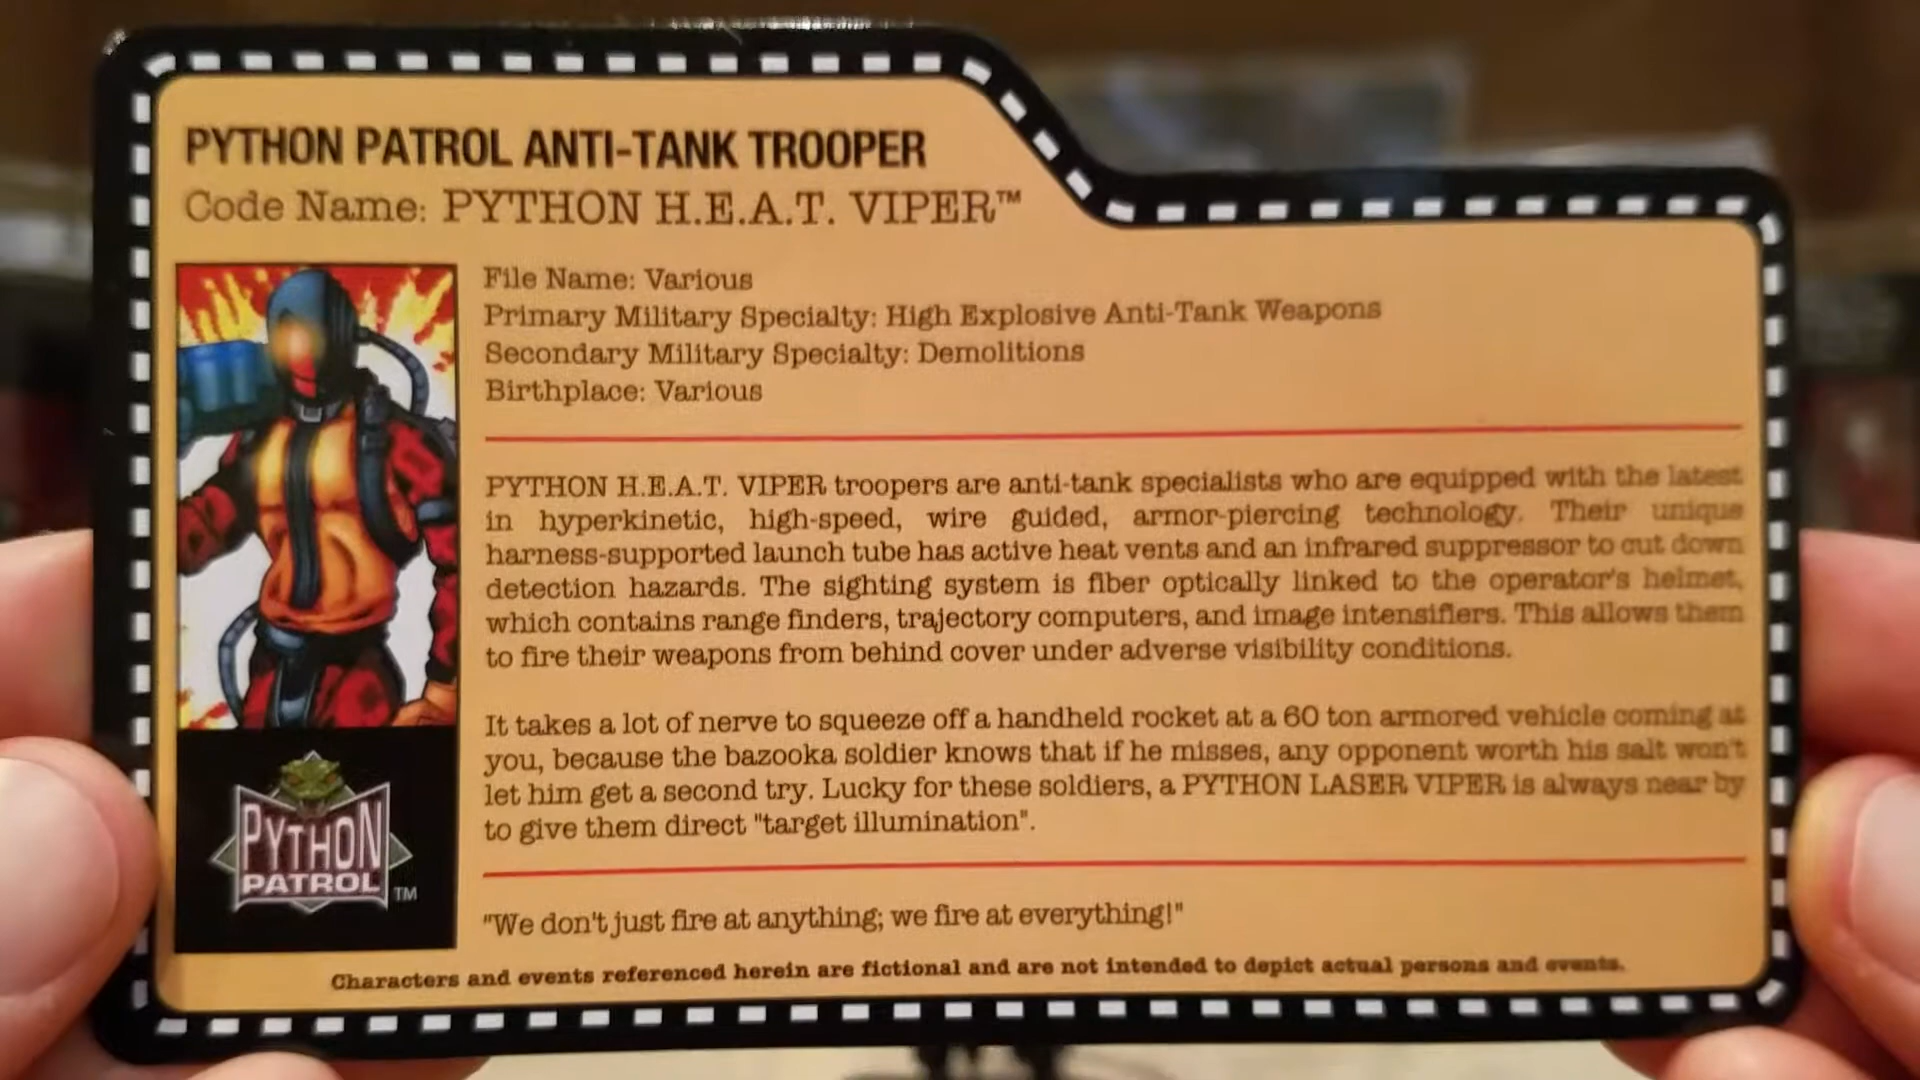 PYTHON PATROL ANTI-TANK TROOPER
Code Name: PYTHON H.E.A.T. VIPER™
File Name: Various
Primary Military Specialty: High Explosive Anti-Tank Weapons
Secondary Military Specialty: Demolitions
Birthplace: Various
PYTHON H.E.A.T. VIPER troopers are anti-tank specialists who are equipped with the latest
in hyperkinetic, high-speed, wire guided, armor-piercing technology. Their unique
harness-supported launch tube has active heat vents and an infrared suppressor to cut down
detection hazards. The sighting system is fiber optically linked to the operator's helmet,
which contains range finders, trajectory computers, and image intensifiers. This allows them
to fire their weapons from behind cover under adverse visibility conditions.
It takes a lot of nerve to squeeze off a handheld rocket at a 60 ton armored vehicle coming at
you, because the bazooka soldier knows that if he misses, any opponent worth his salt won't
let him get a second try. Lucky for these soldiers, a PYTHON LASER VIPER is always near by
to give them direct "target illumination".
PYTHON
PATROL TM
"We don't just fire at anything; we fire at everything!"
Characters and events referenced herein are fictional and are not intended to depict actual persons and events.